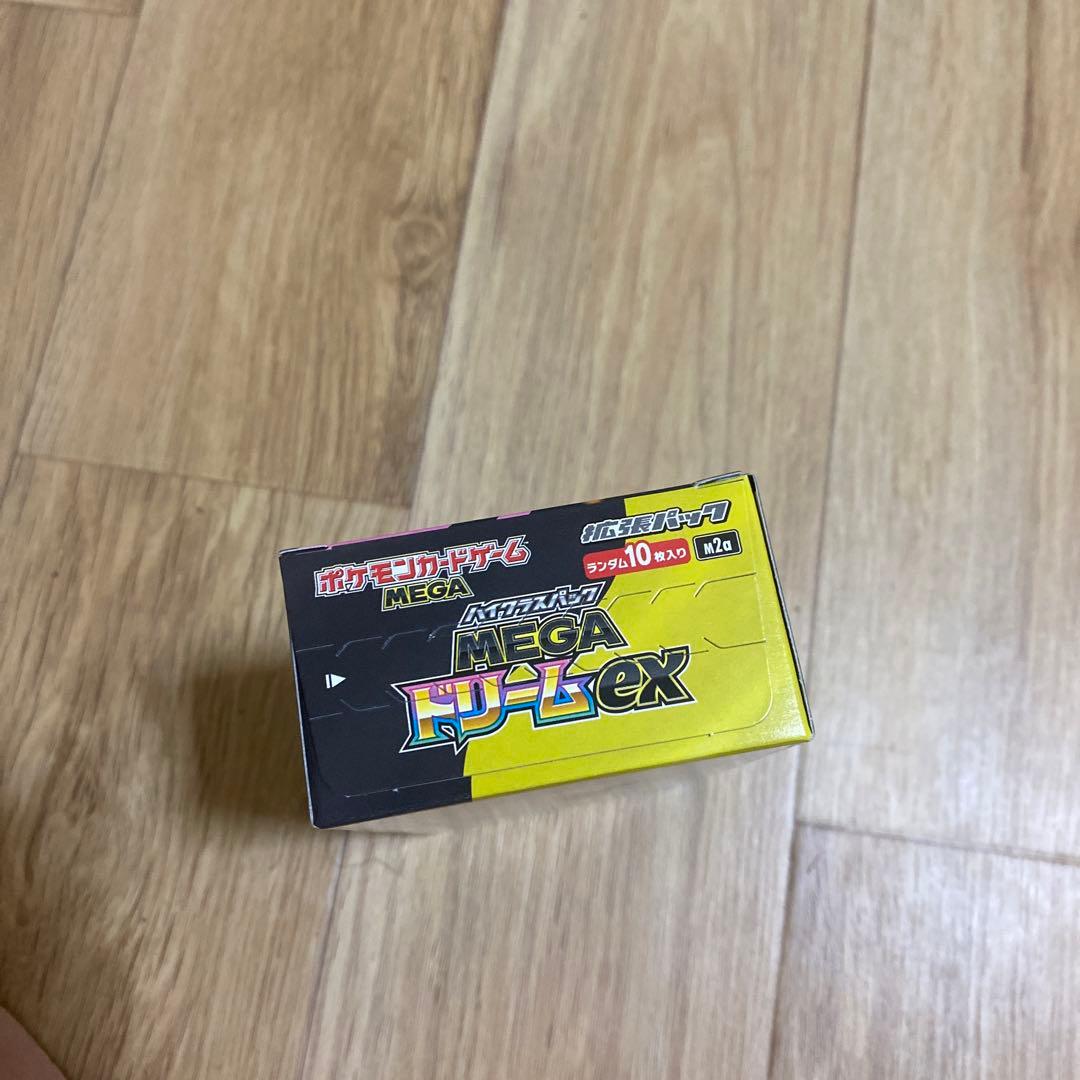 ポケモンカードゲーム
MEGA
拡張パック
ランダム10枚入り
M2a
ハイクラスパック
MEGA
ドリームex